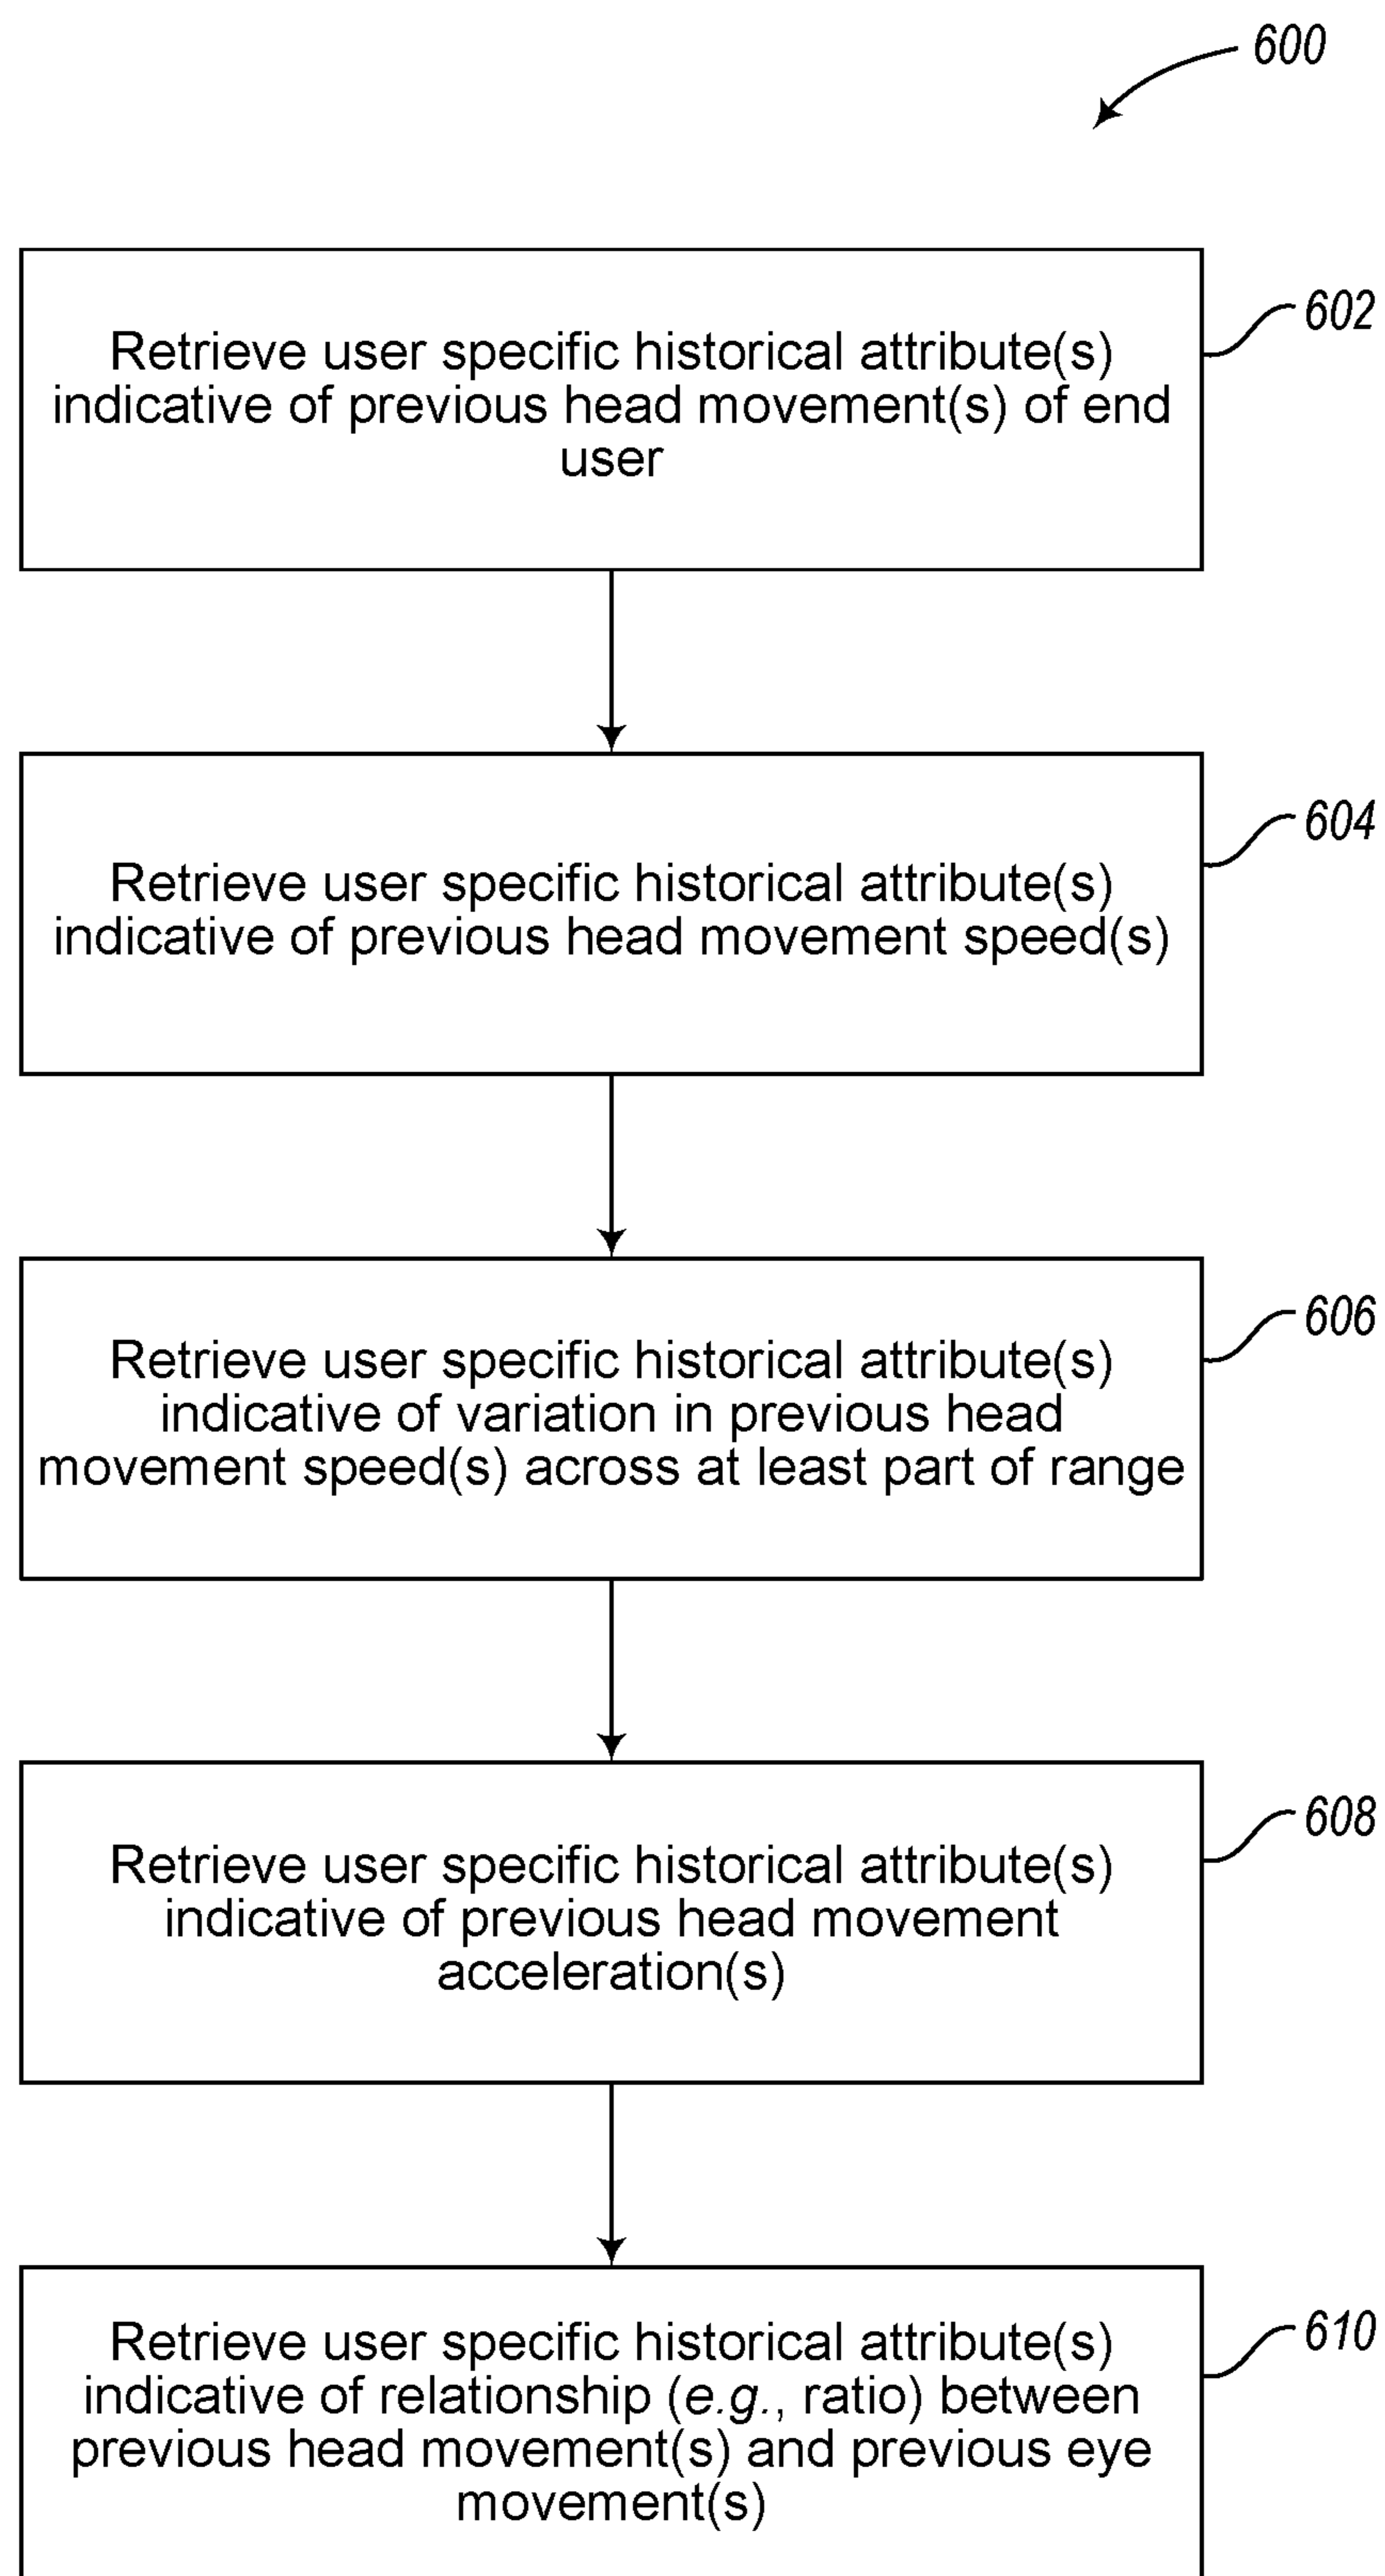 600
Retrieve user specific historical attribute(s)
indicative of previous head movement(s) of end
user
602
Retrieve user specific historical attribute(s)
indicative of previous head movement speed(s)
604
Retrieve user specific historical attribute(s)
indicative of variation in previous head
movement speed(s) across at least part of range
606
Retrieve user specific historical attribute(s)
indicative of previous head movement
acceleration(s)
608
Retrieve user specific historical attribute(s)
indicative of relationship (e.g., ratio) between
previous head movement(s) and previous eye
movement(s)
610